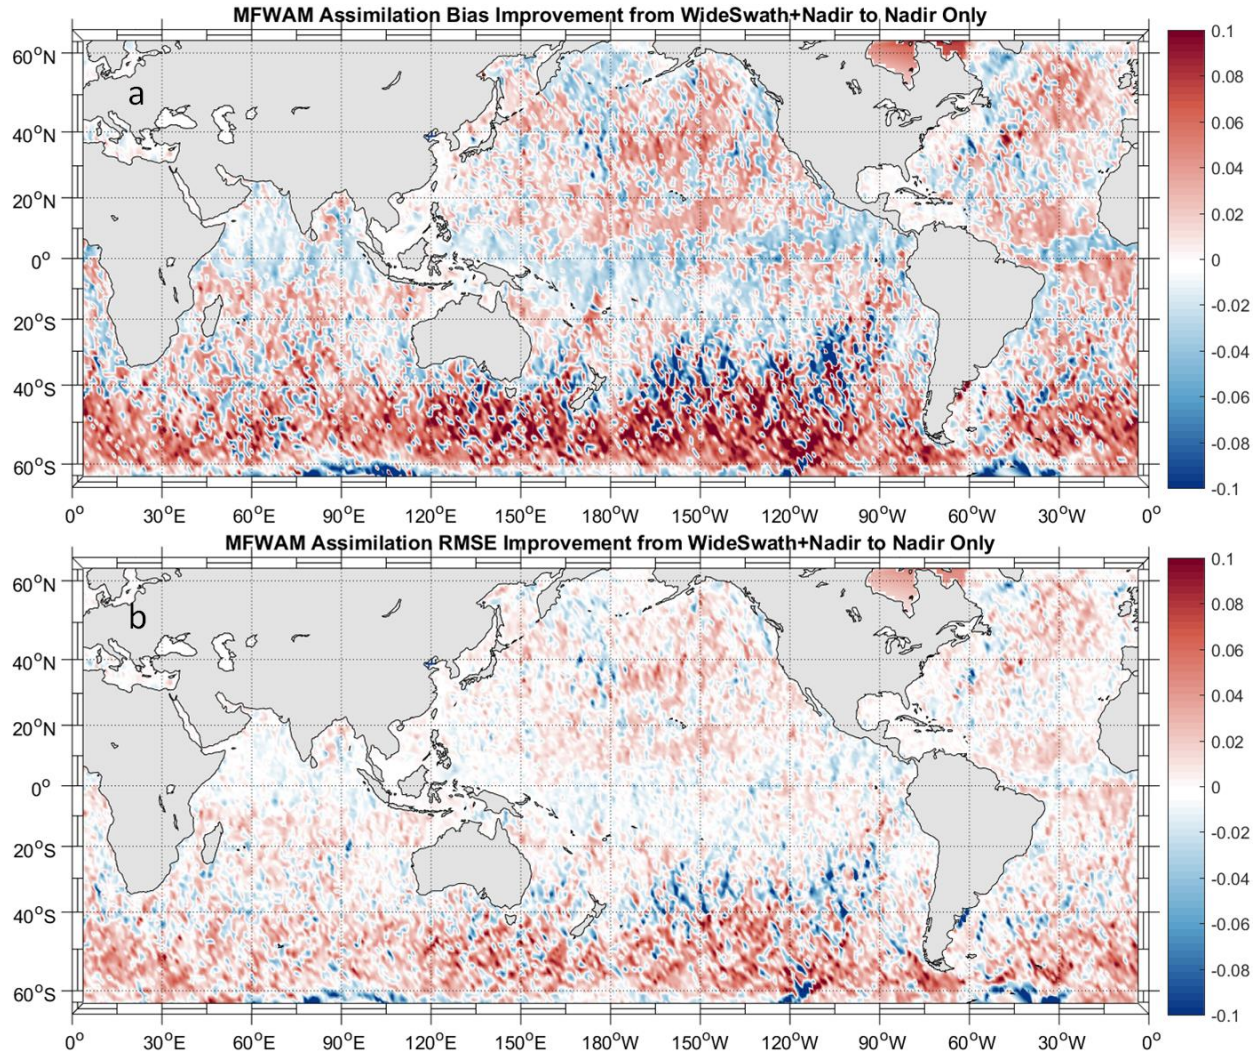 MFWAM Assimilation Bias Improvement from WideSwath+Nadir to Nadir Only
a
60°N
40°N
20°N
0°
20°S
40°S
60°S
0° 30°E 60°E 90°E 120°E 150°E 180°W 150°W 120°W 90°W 60°W 30°W 0°
0.1
0.08
0.06
0.04
0.02
0
-0.02
-0.04
-0.06
-0.08
-0.1
MFWAM Assimilation RMSE Improvement from WideSwath+Nadir to Nadir Only
b
60°N
40°N
20°N
0°
20°S
40°S
60°S
0° 30°E 60°E 90°E 120°E 150°E 180°W 150°W 120°W 90°W 60°W 30°W 0°
0.1
0.08
0.06
0.04
0.02
0
-0.02
-0.04
-0.06
-0.08
-0.1